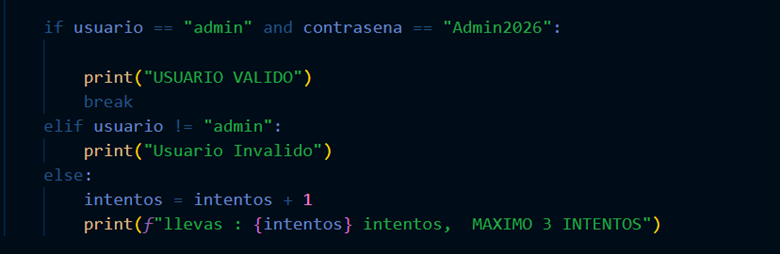 if usuario == "admin" and contrasena == "Admin2026":
print("USUARIO VALIDO")
break
elif usuario != "admin":
print("Usuario Invalido")
else:
intentos = intentos + 1
print(f"llevas : {intentos} intentos,  MAXIMO 3 INTENTOS")